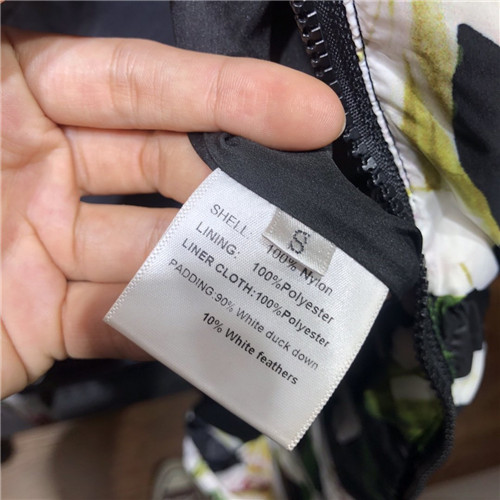 S
SHELL: 100% Nylon
LINING: 100%Polyester
LINER CLOTH:100%Polyester
PADDING:90% White duck down
10% White feathers